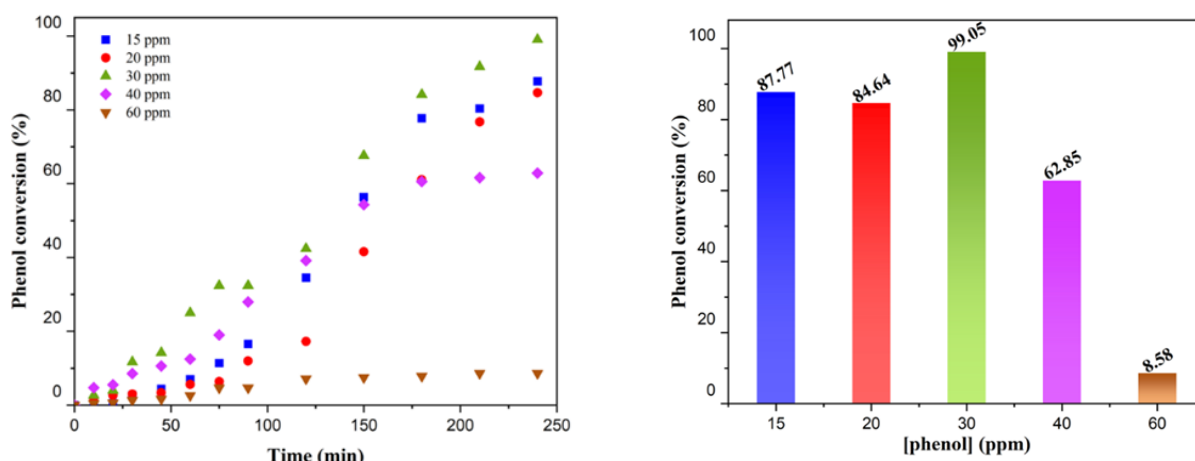 100
80
60
40
20
0
Phenol conversion (%)
15 ppm
20 ppm
30 ppm
40 ppm
60 ppm
0 50 100 150 200 250
Time (min)
100
80
60
40
20
0
Phenol conversion (%)
87.77
84.64
99.05
62.85
8.58
15 20 30 40 60
[phenol] (ppm)